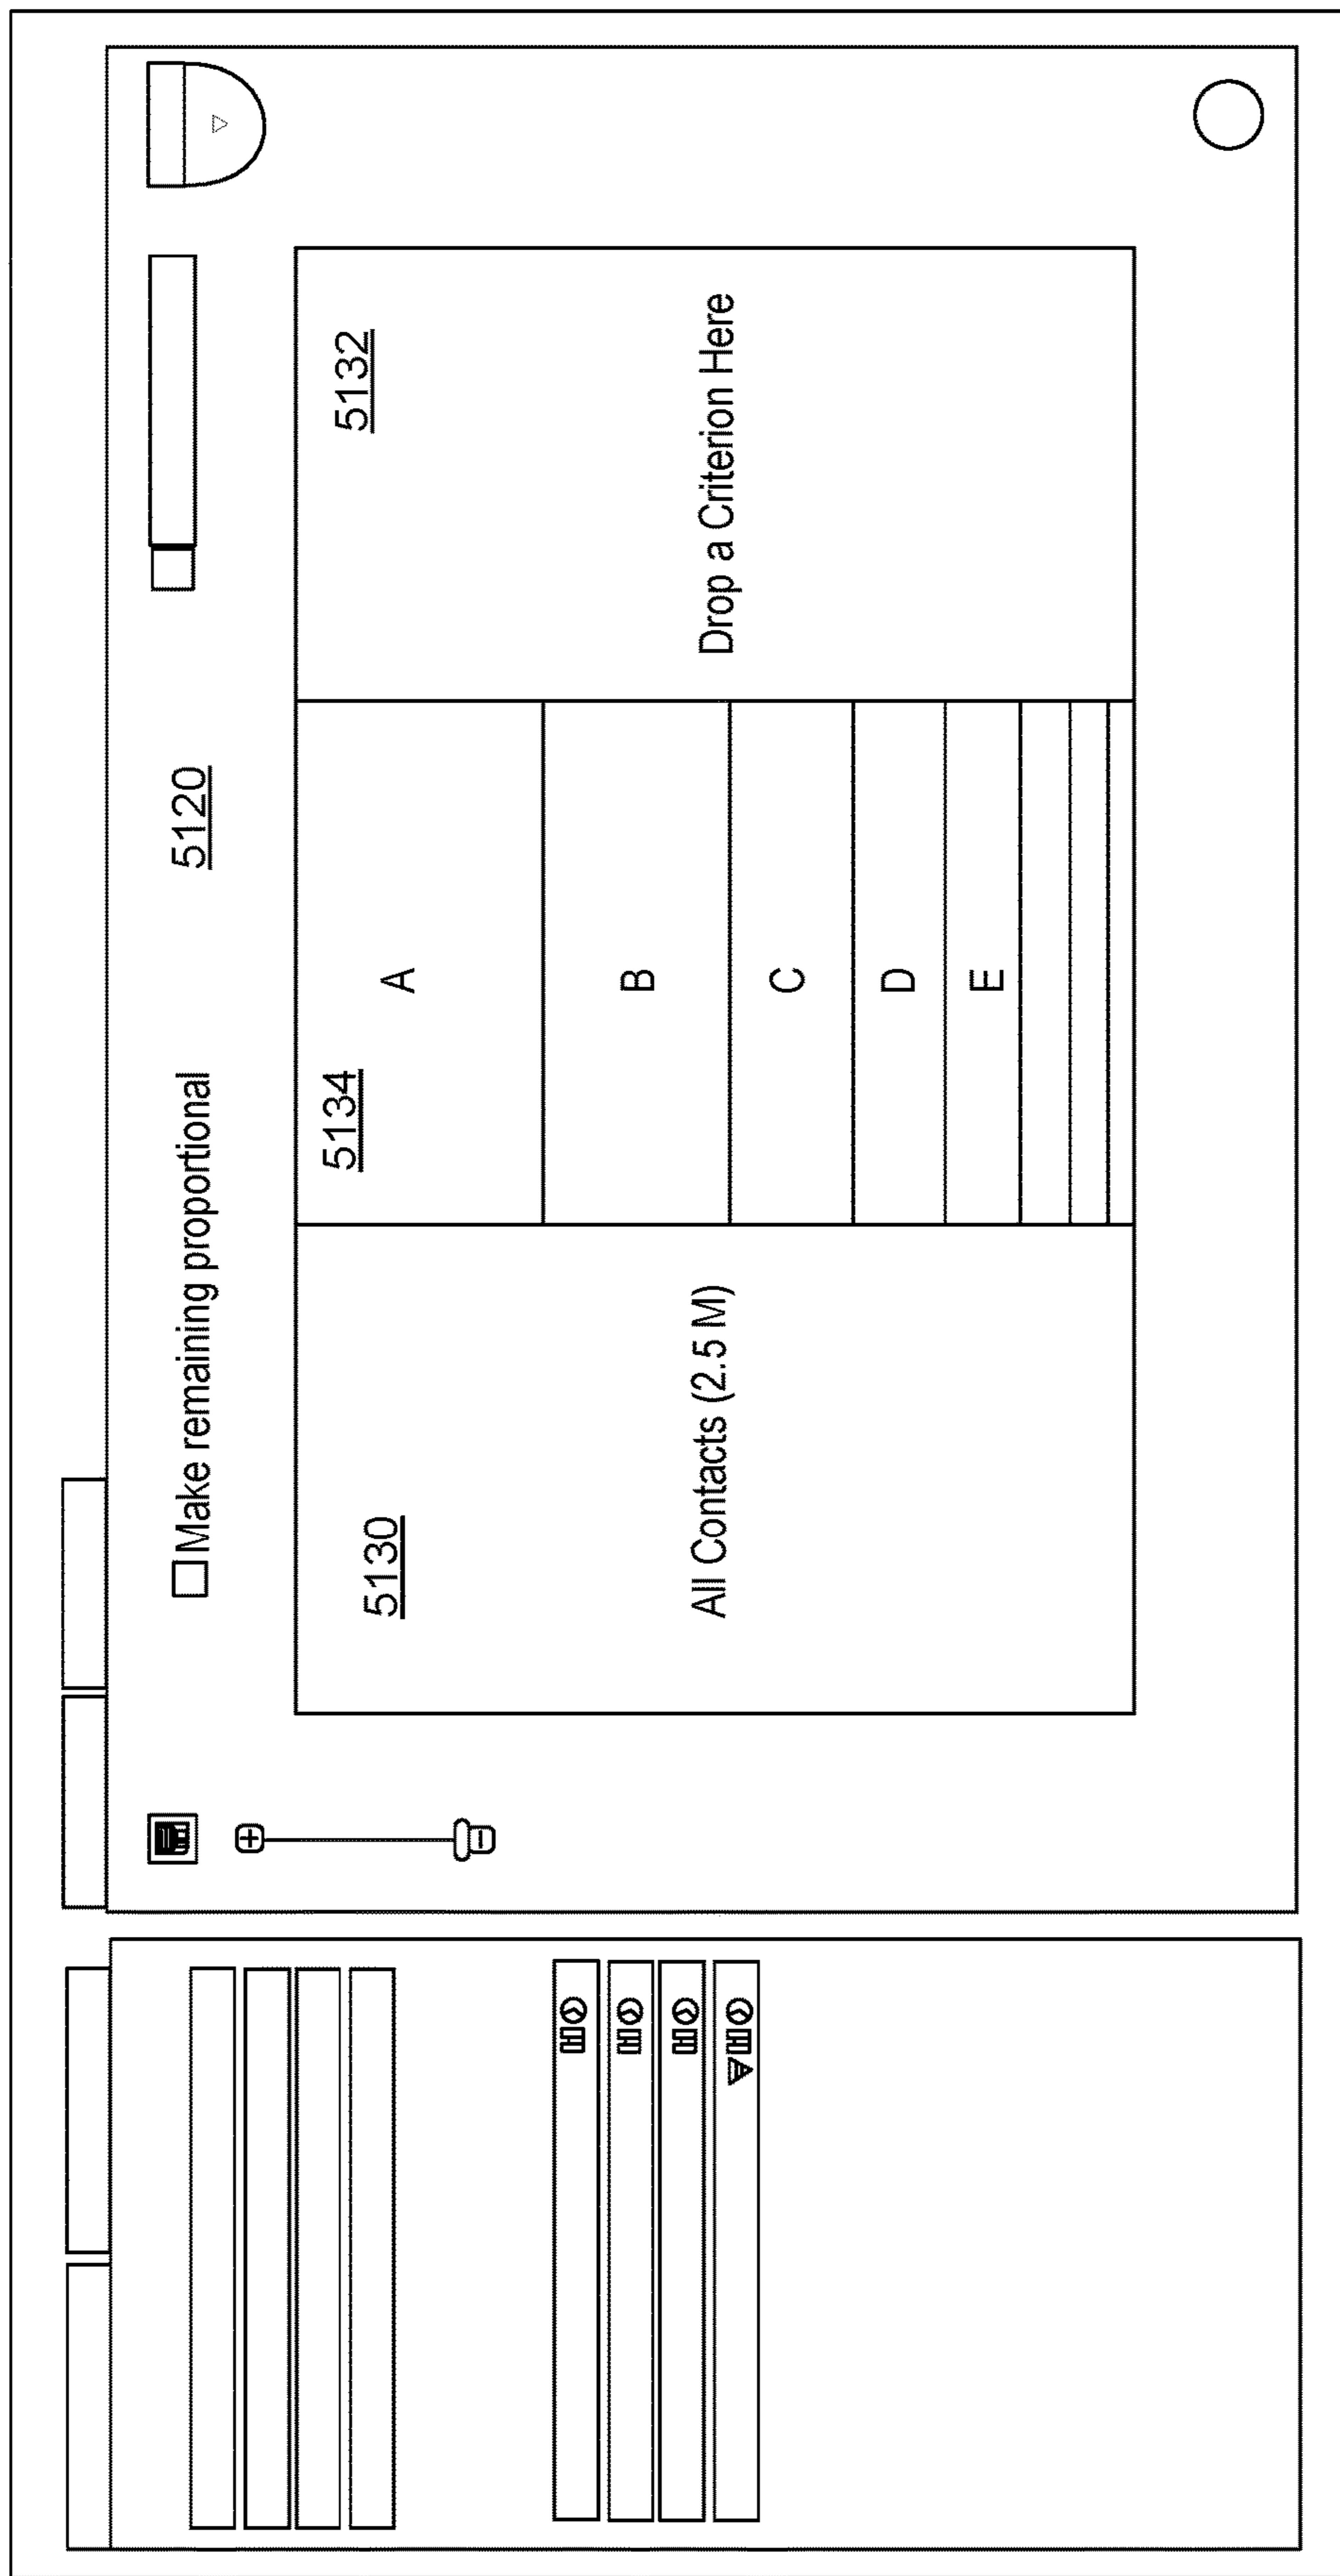 ☐ Make remaining proportional
5120
5130
All Contacts (2.5 M)
5134
A
B
C
D
E
5132
Drop a Criterion Here